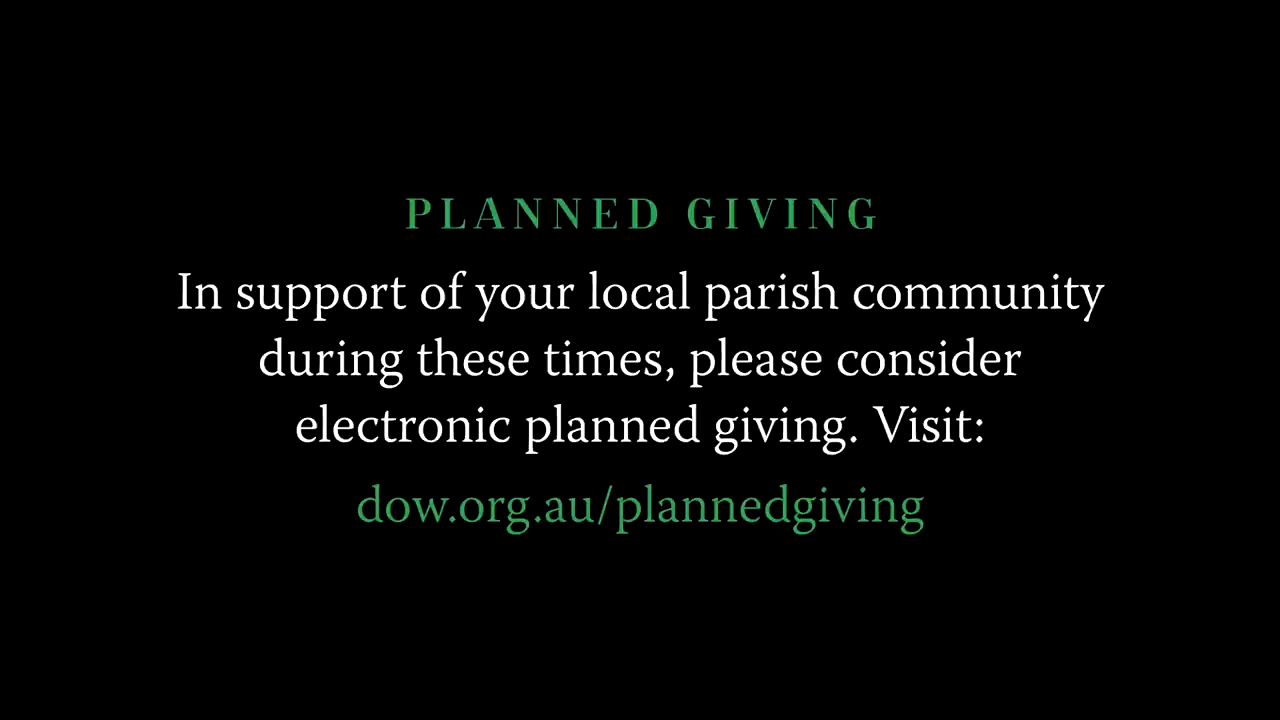 PLANNED GIVING
In support of your local parish community
during these times, please consider
electronic planned giving. Visit:
dow.org.au/plannedgiving